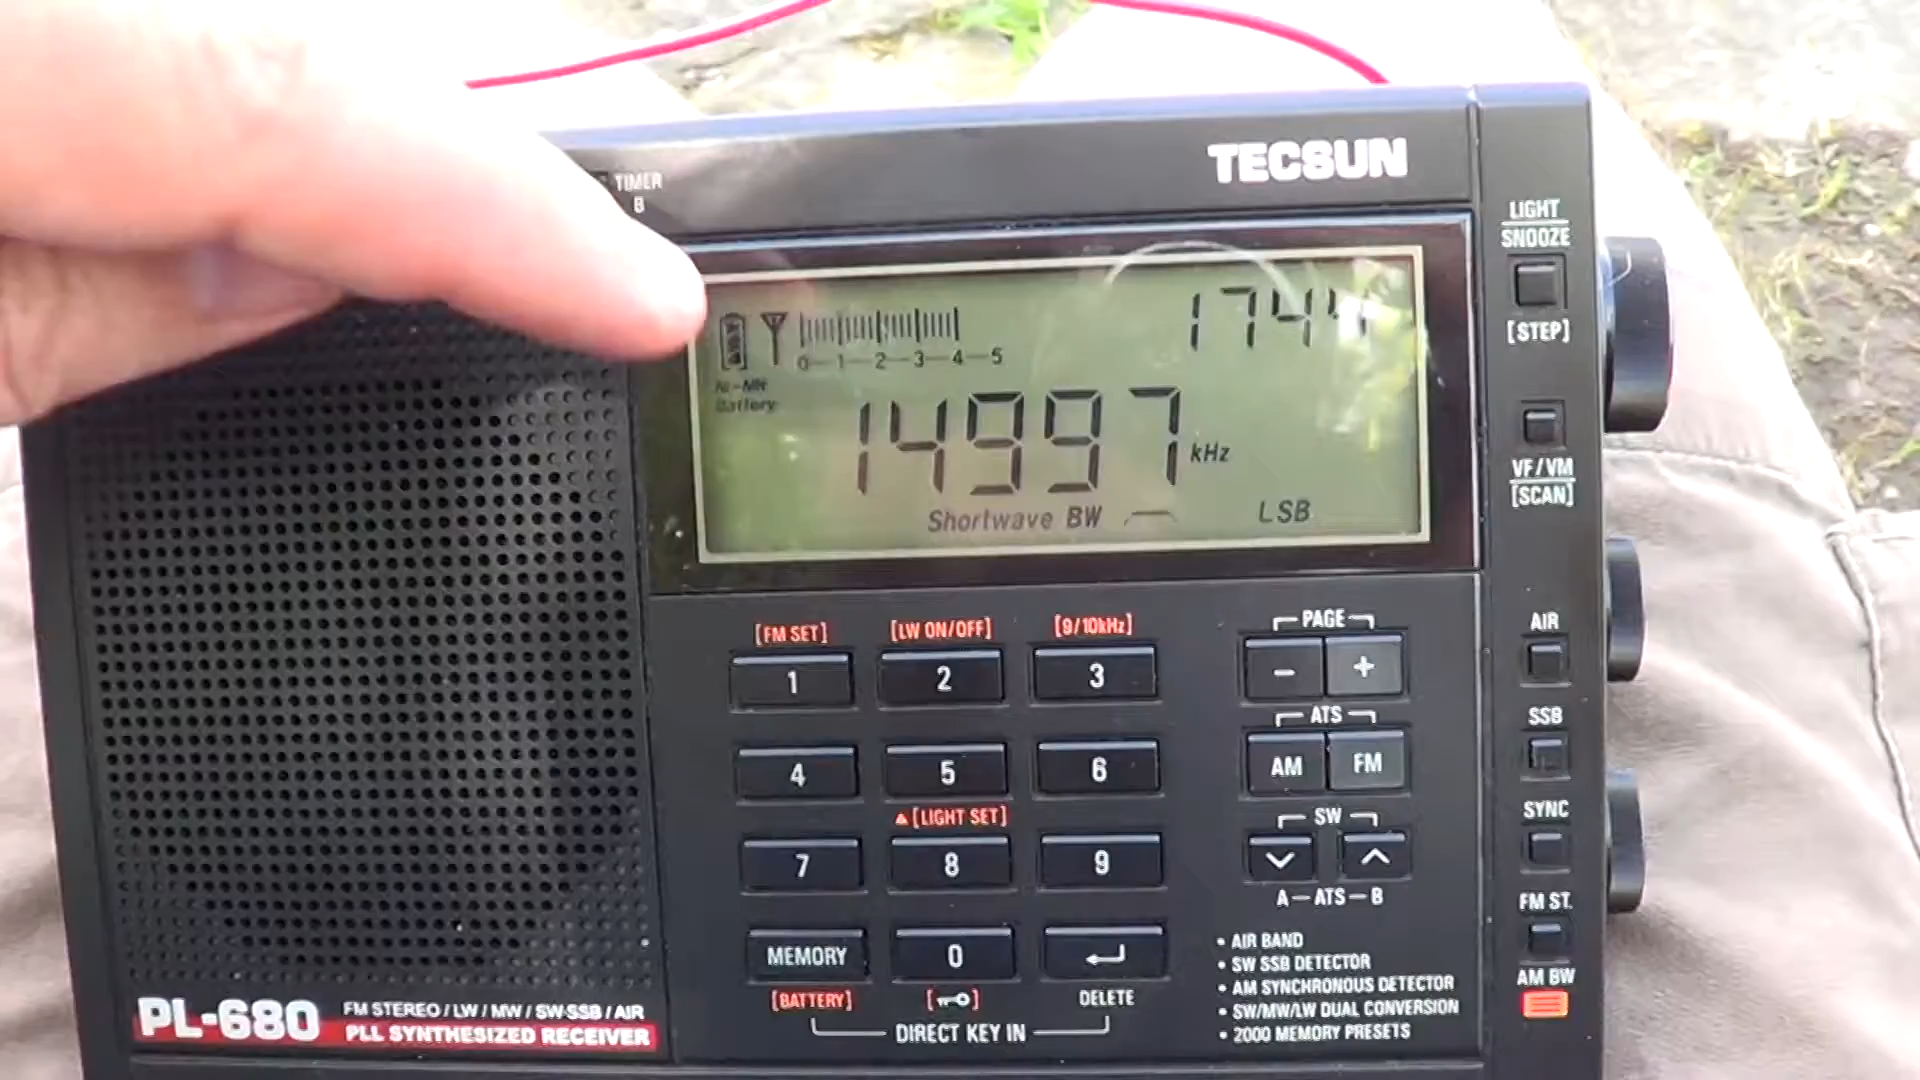 TIMER
B
TECSUN
LIGHT
SNOOZE
[STEP]
1744
0-1-2-3-4-5
Ni-MH
Battery
14997 kHz
Shortwave BW
LSB
VF/VM
[SCAN]
[FM SET] [LW ON/OFF] [9/10kHz]
1 2 3
PAGE
- +
AIR
4 5 6
ATS
AM FM
SSB
[LIGHT SET]
7 8 9
SW
A-ATS-B
SYNC
MEMORY 0
[BATTERY] DELETE
DIRECT KEY IN
FM ST.
AM BW
• AIR BAND
• SW SSB DETECTOR
• AM SYNCHRONOUS DETECTOR
• SW/MW/LW DUAL CONVERSION
• 2000 MEMORY PRESETS
PL-680
FM STEREO / LW / MW / SW-SSB / AIR
PLL SYNTHESIZED RECEIVER